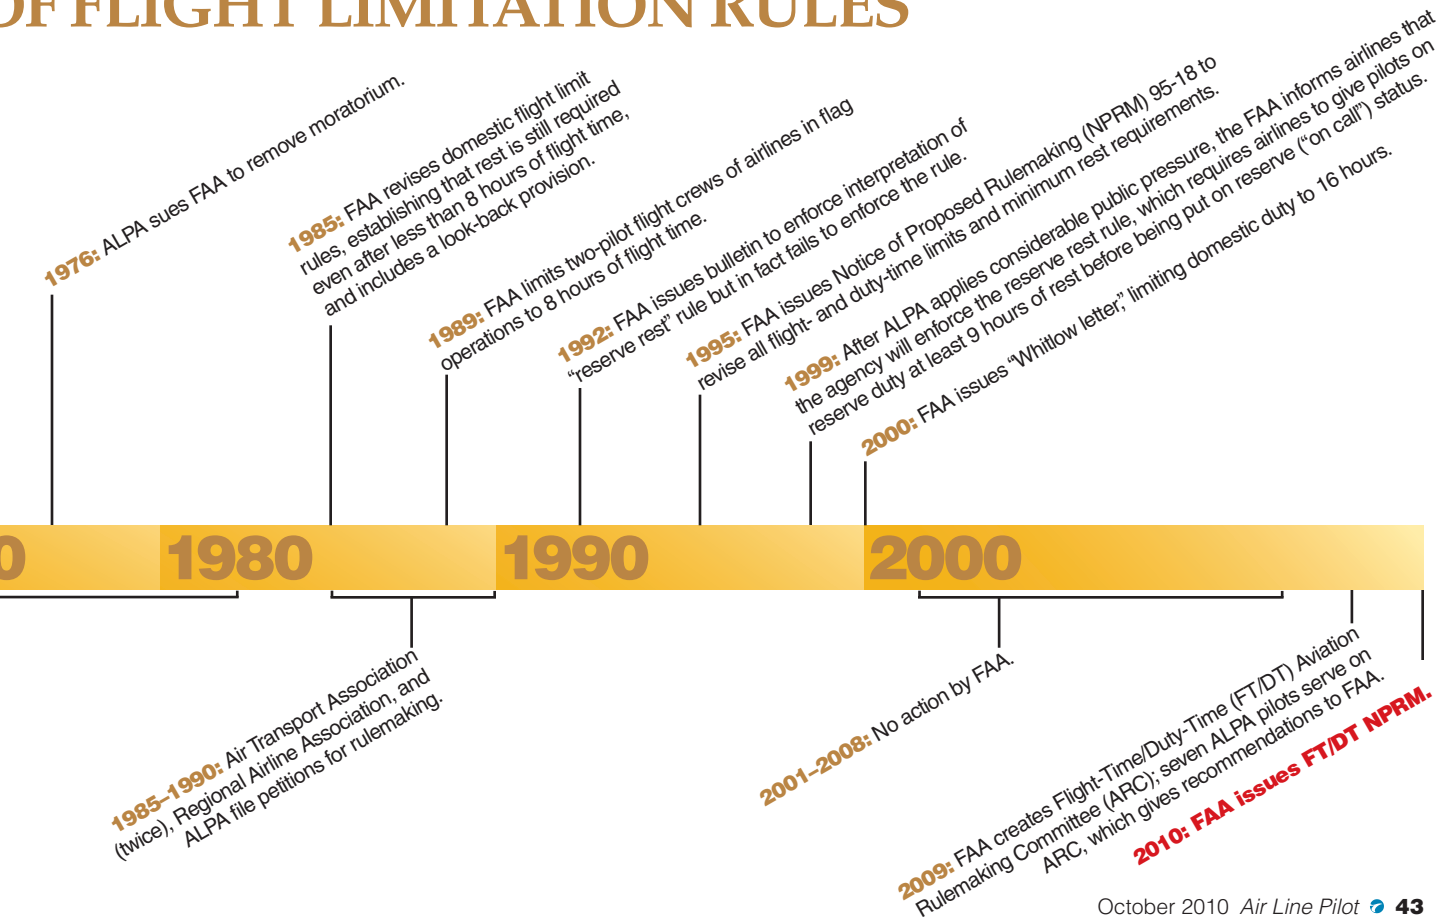 OF FLIGHT LIMITATION RULES
1976: ALPA sues FAA to remove moratorium.
1985: FAA revises domestic flight limit
rules, establishing that rest is still required
even after less than 8 hours of flight time,
and includes a look-back provision.
1989: FAA limits two-pilot flight crews of airlines in flag
operations to 8 hours of flight time.
1992: FAA issues bulletin to enforce interpretation of
“reserve rest” rule but in fact fails to enforce the rule.
1995: FAA issues Notice of Proposed Rulemaking (NPRM) 95-18 to
revise all flight- and duty-time limits and minimum rest requirements.
1999: After ALPA applies considerable public pressure, the FAA informs airlines that
the agency will enforce the reserve rest rule, which requires airlines to give pilots on
reserve duty at least 9 hours of rest before being put on reserve (“on call”) status.
2000: FAA issues “Whitlow letter,” limiting domestic duty to 16 hours.
0
1980
1990
2000
1985–1990: Air Transport Association
(twice), Regional Airline Association, and
ALPA file petitions for rulemaking.
2001–2008: No action by FAA.
2009: FAA creates Flight-Time/Duty-Time (FT/DT) Aviation
Rulemaking Committee (ARC); seven ALPA pilots serve on
ARC, which gives recommendations to FAA.
2010: FAA issues FT/DT NPRM.
October 2010 Air Line Pilot 43